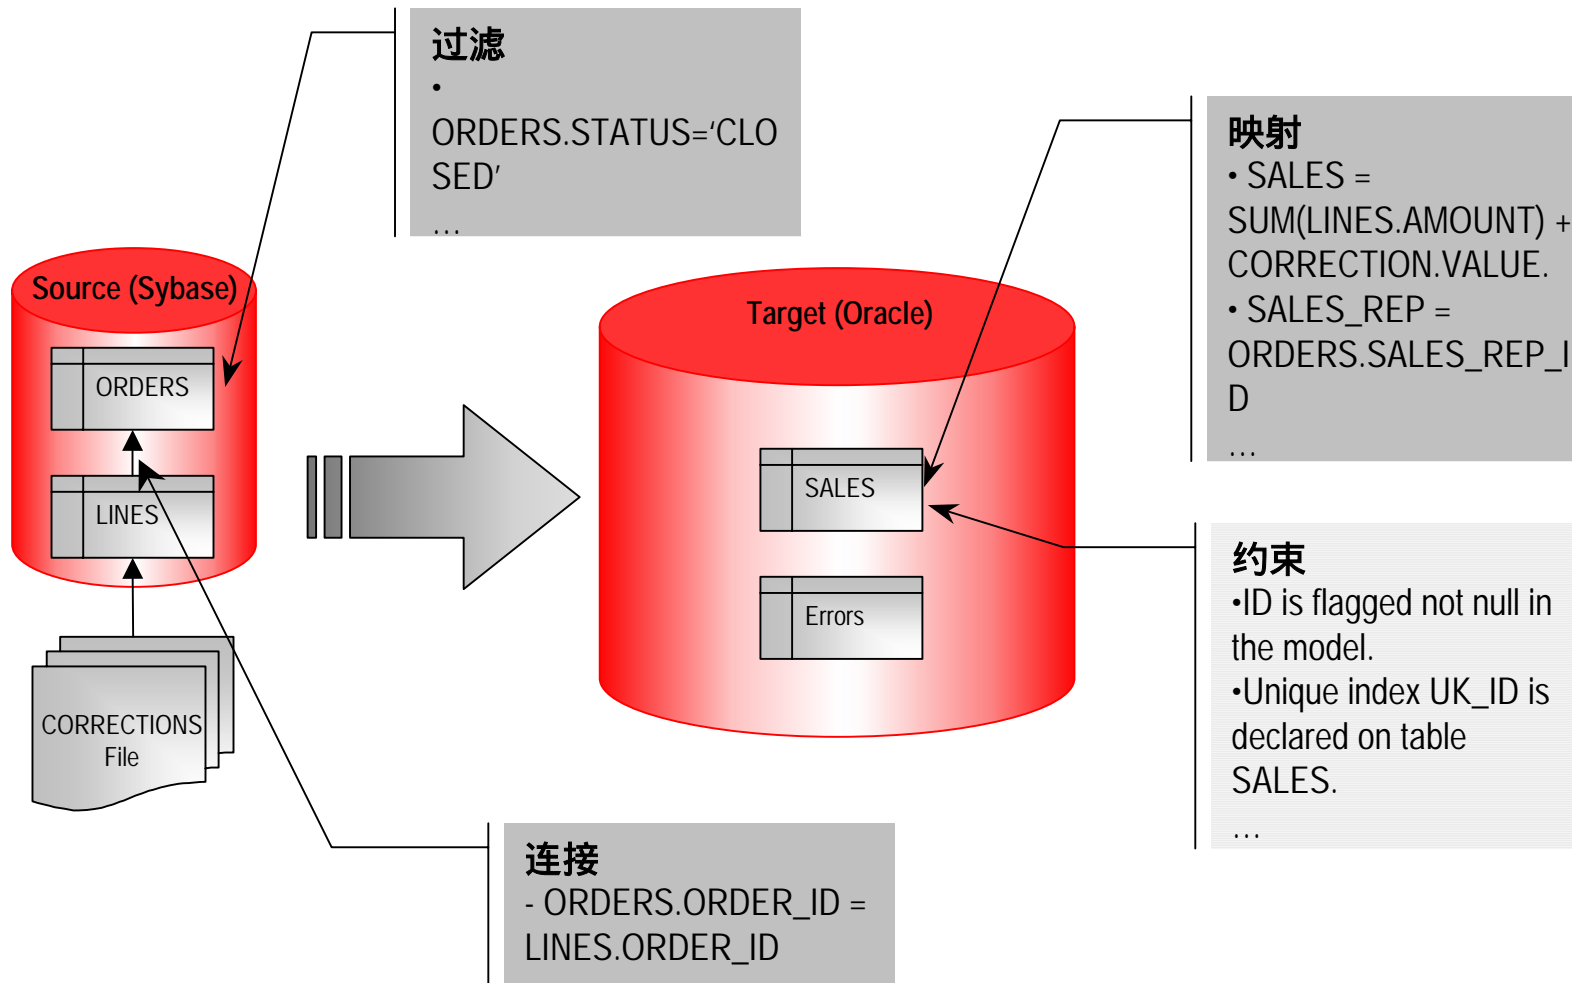 过滤
•
ORDERS.STATUS=‘CLO
SED’
…
映射
• SALES =
SUM(LINES.AMOUNT) +
CORRECTION.VALUE.
• SALES_REP =
ORDERS.SALES_REP_I
D
…
Source (Sybase)
ORDERS
LINES
CORRECTIONS
File
Target (Oracle)
SALES
Errors
约束
•ID is flagged not null in
the model.
•Unique index UK_ID is
declared on table
SALES.
…
连接
- ORDERS.ORDER_ID =
LINES.ORDER_ID